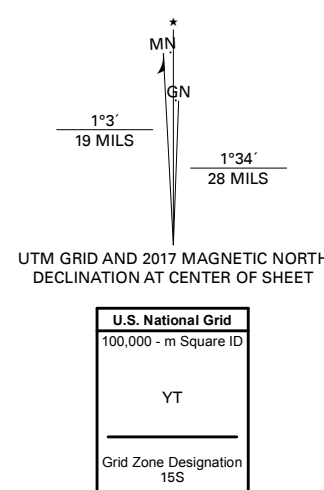 ★
MN
GN
1°3´
19 MILS
1°34´
28 MILS
UTM GRID AND 2017 MAGNETIC NORTH
DECLINATION AT CENTER OF SHEET
U.S. National Grid
100,000 - m Square ID
YT
Grid Zone Designation
15S